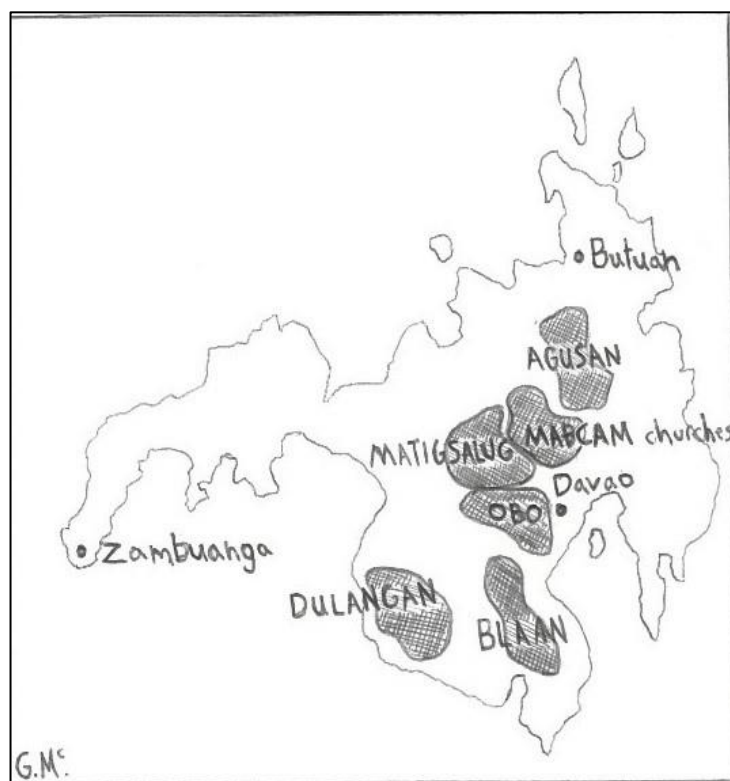 Butuan
AGUSAN
MABCAM churches
MATIGSALUG
Davao
OBO
Zambuanga
DULANGAN
BLAAN
G.Mᶜ.